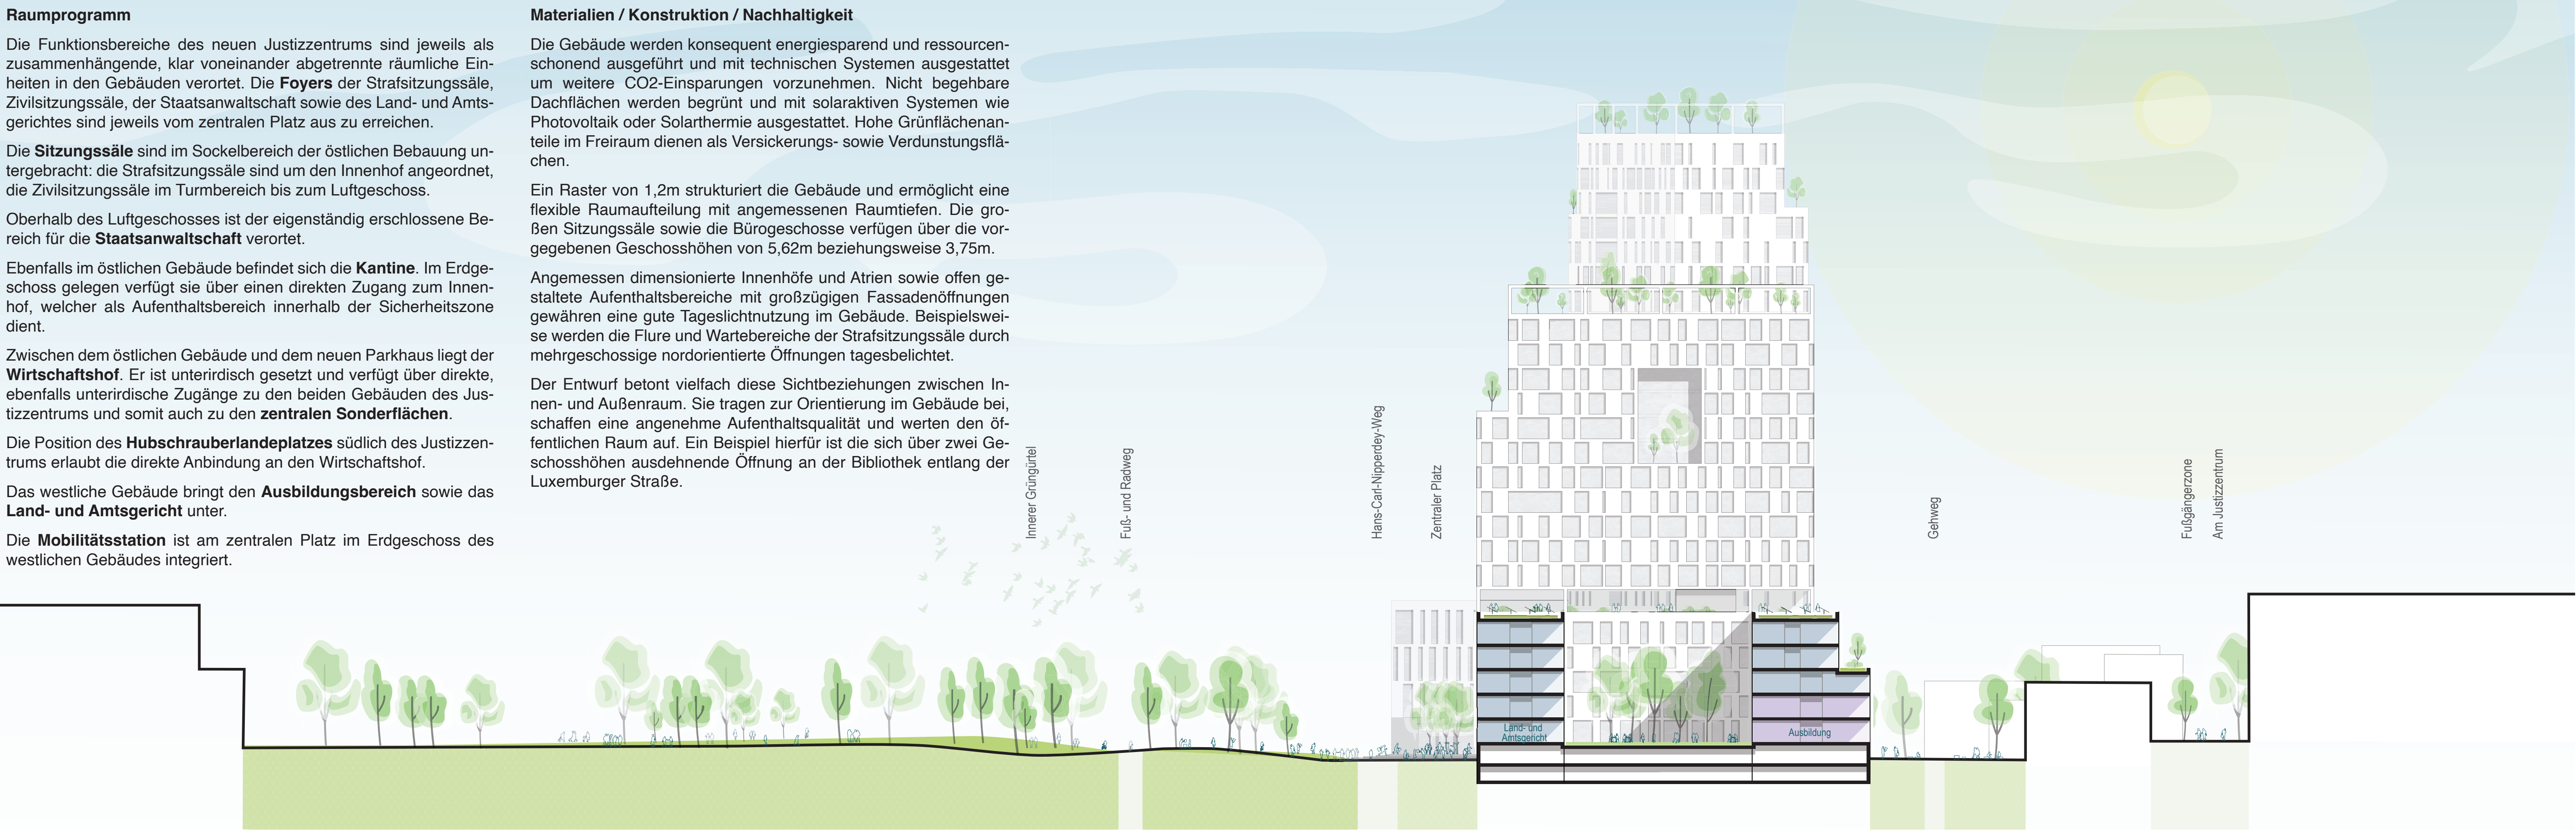 Raumprogramm
Die Funktionsbereiche des neuen Justizzentrums sind jeweils als
zusammenhängende, klar voneinander abgetrennte räumliche Ein-
heiten in den Gebäuden verortet. Die Foyers der Strafsitzungssäle,
Zivilsitzungssäle, der Staatsanwaltschaft sowie des Land- und Amts-
gerichtes sind jeweils vom zentralen Platz aus zu erreichen.
Die Sitzungssäle sind im Sockelbereich der östlichen Bebauung un-
tergebracht: die Strafsitzungssäle sind um den Innenhof angeordnet,
die Zivilsitzungssäle im Turmbereich bis zum Luftgeschoss.
Oberhalb des Luftgeschosses ist der eigenständig erschlossene Be-
reich für die Staatsanwaltschaft verortet.
Ebenfalls im östlichen Gebäude befindet sich die Kantine. Im Erdge-
schoss gelegen verfügt sie über einen direkten Zugang zum Innen-
hof, welcher als Aufenthaltsbereich innerhalb der Sicherheitszone
dient.
Zwischen dem östlichen Gebäude und dem neuen Parkhaus liegt der
Wirtschaftshof. Er ist unterirdisch gesetzt und verfügt über direkte,
ebenfalls unterirdische Zugänge zu den beiden Gebäuden des Jus-
tizzentrums und somit auch zu den zentralen Sonderflächen.
Die Position des Hubschrauberlandeplatzes südlich des Justizzen-
trums erlaubt die direkte Anbindung an den Wirtschaftshof.
Das westliche Gebäude bringt den Ausbildungsbereich sowie das
Land- und Amtsgericht unter.
Die Mobilitätsstation ist am zentralen Platz im Erdgeschoss des
westlichen Gebäudes integriert.
Materialien / Konstruktion / Nachhaltigkeit
Die Gebäude werden konsequent energiesparend und ressourcen-
schonend ausgeführt und mit technischen Systemen ausgestattet
um weitere CO2-Einsparungen vorzunehmen. Nicht begehbare
Dachflächen werden begrünt und mit solaraktiven Systemen wie
Photovoltaik oder Solarthermie ausgestattet. Hohe Grünflächenan-
teile im Freiraum dienen als Versickerungs- sowie Verdunstungsflä-
chen.
Ein Raster von 1,2m strukturiert die Gebäude und ermöglicht eine
flexible Raumaufteilung mit angemessenen Raumtiefen. Die gro-
ßen Sitzungssäle sowie die Bürogeschosse verfügen über die vor-
gegebenen Geschosshöhen von 5,62m beziehungsweise 3,75m.
Angemessen dimensionierte Innenhöfe und Atrien sowie offen ge-
staltete Aufenthaltsbereiche mit großzügigen Fassadenöffnungen
gewähren eine gute Tageslichtnutzung im Gebäude. Beispielswei-
se werden die Flure und Wartebereiche der Strafsitzungssäle durch
mehrgeschossige nordorientierte Öffnungen tagesbelichtet.
Der Entwurf betont vielfach diese Sichtbeziehungen zwischen In-
nen- und Außenraum. Sie tragen zur Orientierung im Gebäude bei,
schaffen eine angenehme Aufenthaltsqualität und werten den öf-
fentlichen Raum auf. Ein Beispiel hierfür ist die sich über zwei Ge-
schosshöhen ausdehnende Öffnung an der Bibliothek entlang der
Luxemburger Straße.
Innerer Grüngürtel
Fuß- und Radweg
Hans-Carl-Nipperdey-Weg
Zentraler Platz
Gehweg
Fußgängerzone
Am Justizzentrum
Land- und
Amtsgericht
Ausbildung